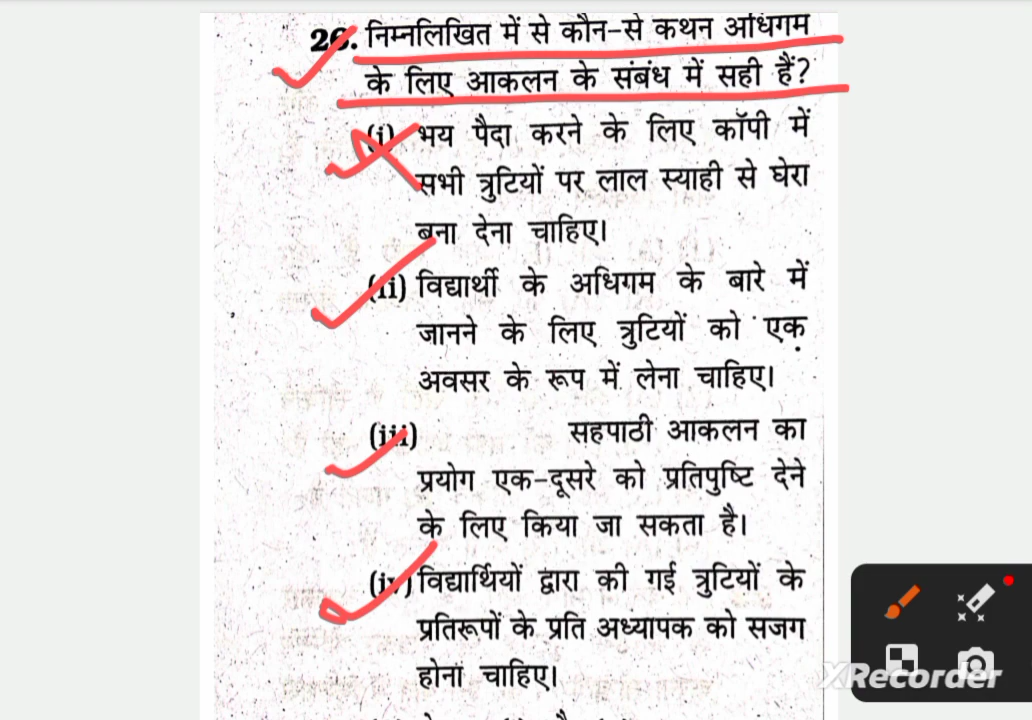 26. निम्नलिखित में से कौन-से कथन अधिगम
के लिए आकलन के संबंध में सही हैं?
(i) भय पैदा करने के लिए कॉपी में
सभी त्रुटियों पर लाल स्याही से घेरा
बना देना चाहिए।
(ii) विद्यार्थी के अधिगम के बारे में
जानने के लिए त्रुटियों को एक
अवसर के रूप में लेना चाहिए।
(iii) सहपाठी आकलन का
प्रयोग एक-दूसरे को प्रतिपुष्टि देने
के लिए किया जा सकता है।
(iv) विद्यार्थियों द्वारा की गई त्रुटियों के
प्रतिरूपों के प्रति अध्यापक को सजग
होना चाहिए।
XRecorder